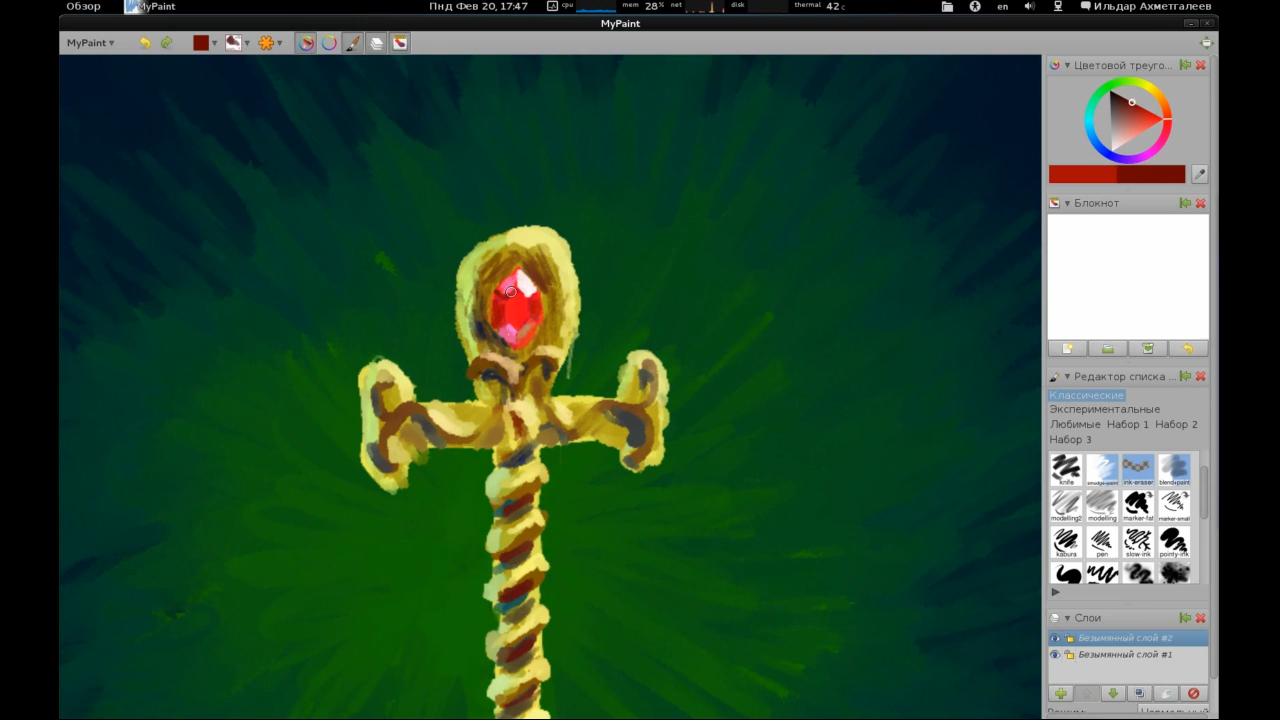 Обзор MyPaint Пнд Фев 20, 17:47 cpu mem 28% net disk thermal 42 c en Ильдар Ахметгалеев
MyPaint
MyPaint
Цветовой треуго...
Блокнот
Редактор списка ...
Классические
Экспериментальные
Любимые Набор 1 Набор 2
Набор 3
knife smudge+paint ink-eraser blend+paint
modelling2 modelling marker-fat marker-small
kabura pen slow-ink pointy-ink
Слои
Безымянный слой #2
Безымянный слой #1